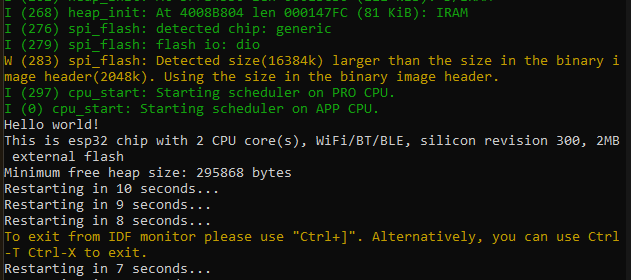 I (268) heap_init: At 4008B804 len 000147FC (81 KiB): IRAM
I (276) spi_flash: detected chip: generic
I (279) spi_flash: flash io: dio
W (283) spi_flash: Detected size(16384k) larger than the size in the binary i
mage header(2048k). Using the size in the binary image header.
I (297) cpu_start: Starting scheduler on PRO CPU.
I (0) cpu_start: Starting scheduler on APP CPU.
Hello world!
This is esp32 chip with 2 CPU core(s), WiFi/BT/BLE, silicon revision 300, 2MB
 external flash
Minimum free heap size: 295868 bytes
Restarting in 10 seconds...
Restarting in 9 seconds...
Restarting in 8 seconds...
To exit from IDF monitor please use "Ctrl+]". Alternatively, you can use Ctrl
-T Ctrl-X to exit.
Restarting in 7 seconds...